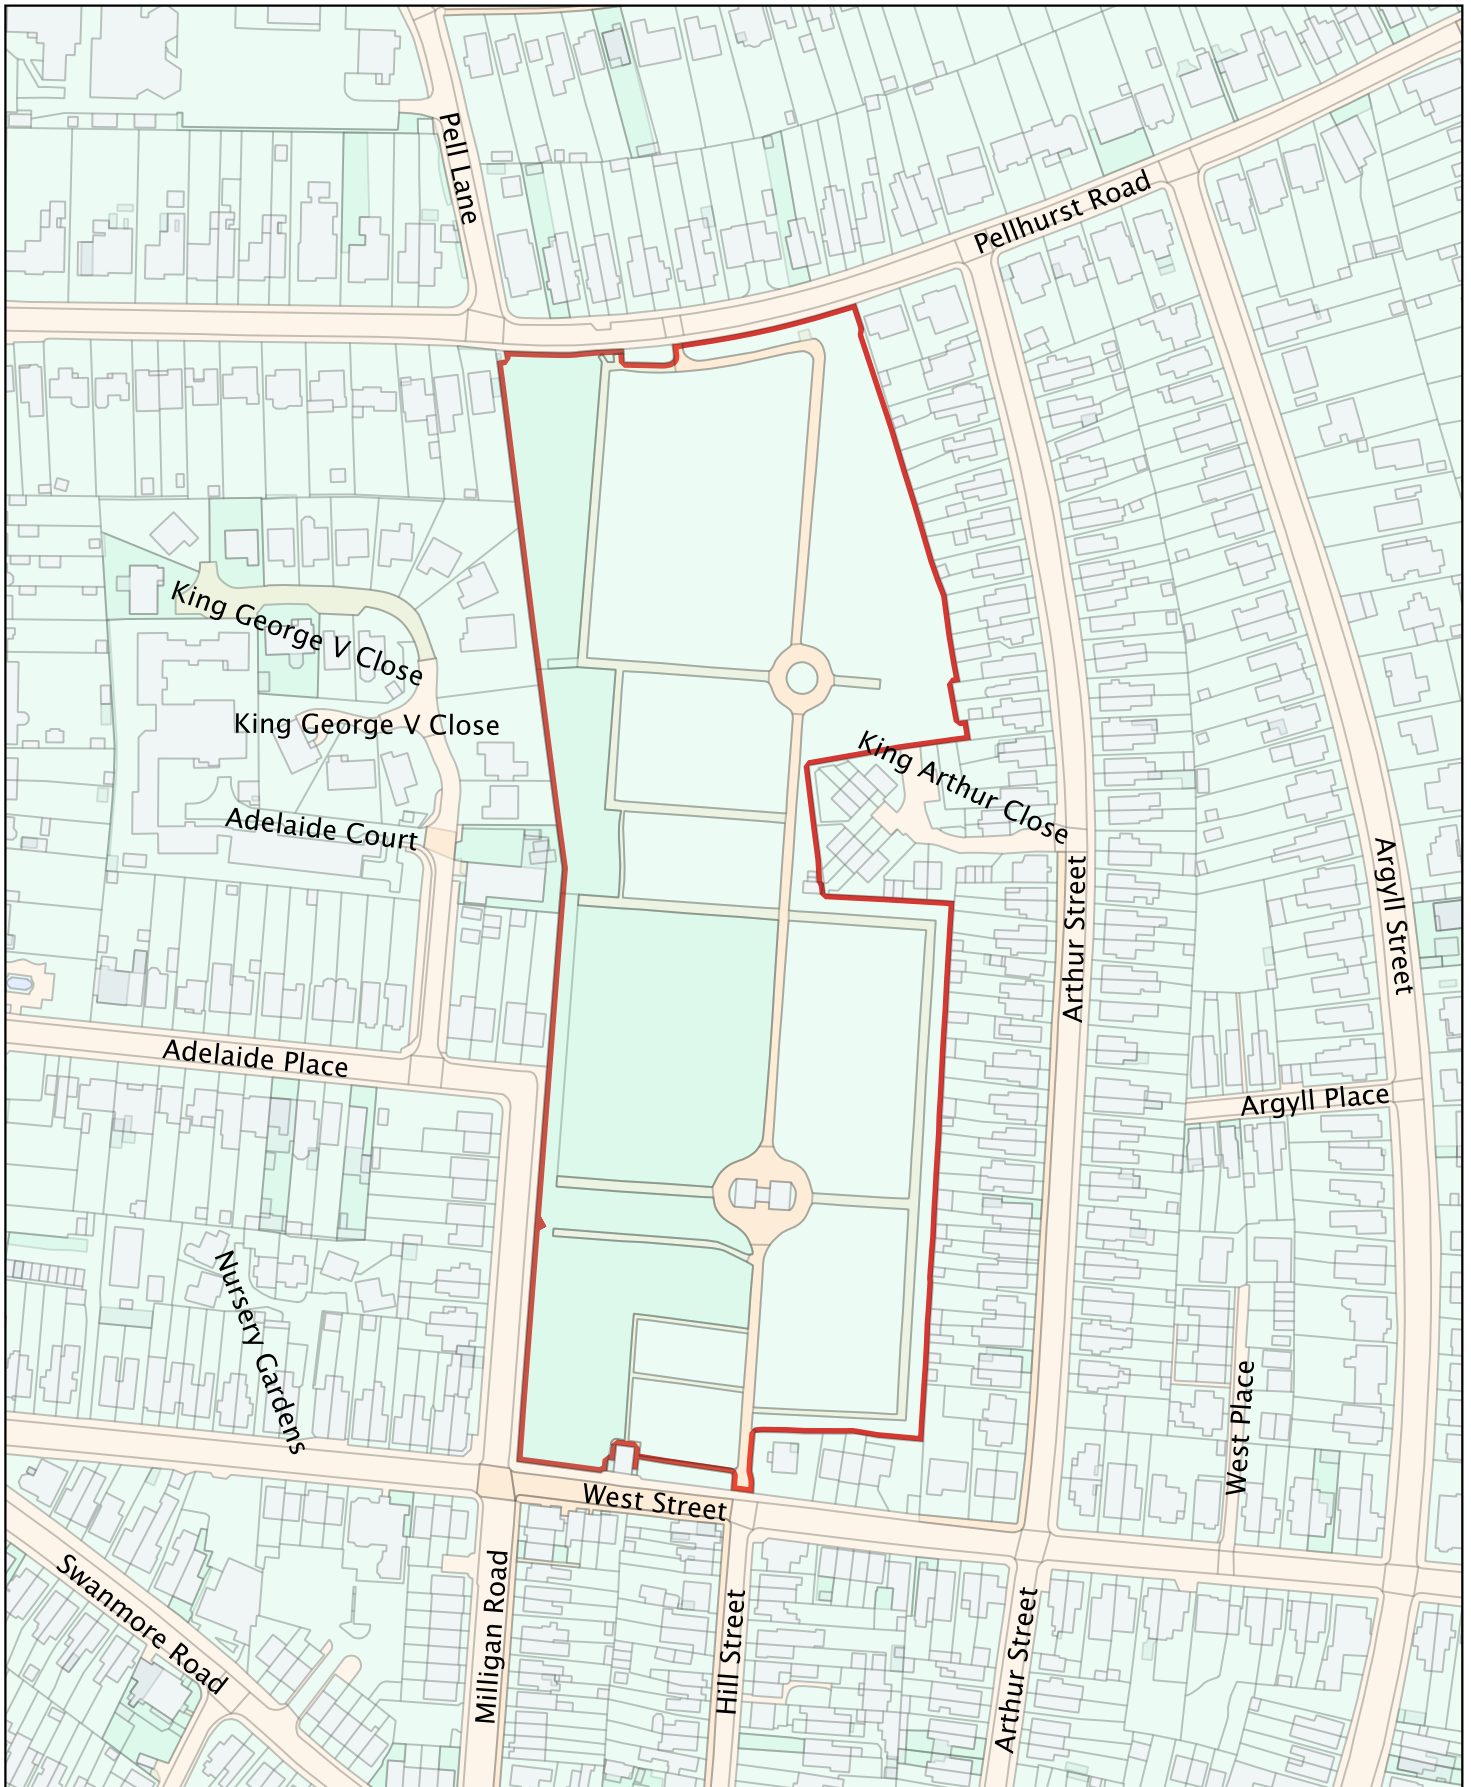 Pell Lane
Pellhurst Road
King George V Close
King George V Close
King Arthur Close
Adelaide Court
Argyll Street
Arthur Street
Adelaide Place
Argyll Place
Nursery Gardens
West Place
West Street
Swanmore Road
Milligan Road
Hill Street
Arthur Street